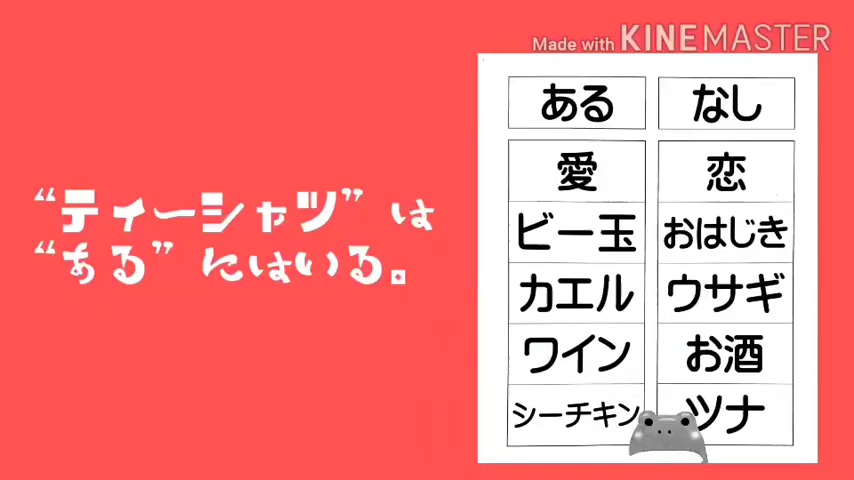 Made with KINEMASTER
“ティーシャツ” は
“ある” にはいる。
ある なし
愛 恋
ビー玉 おはじき
カエル ウサギ
ワイン お酒
シーチキン ツナ